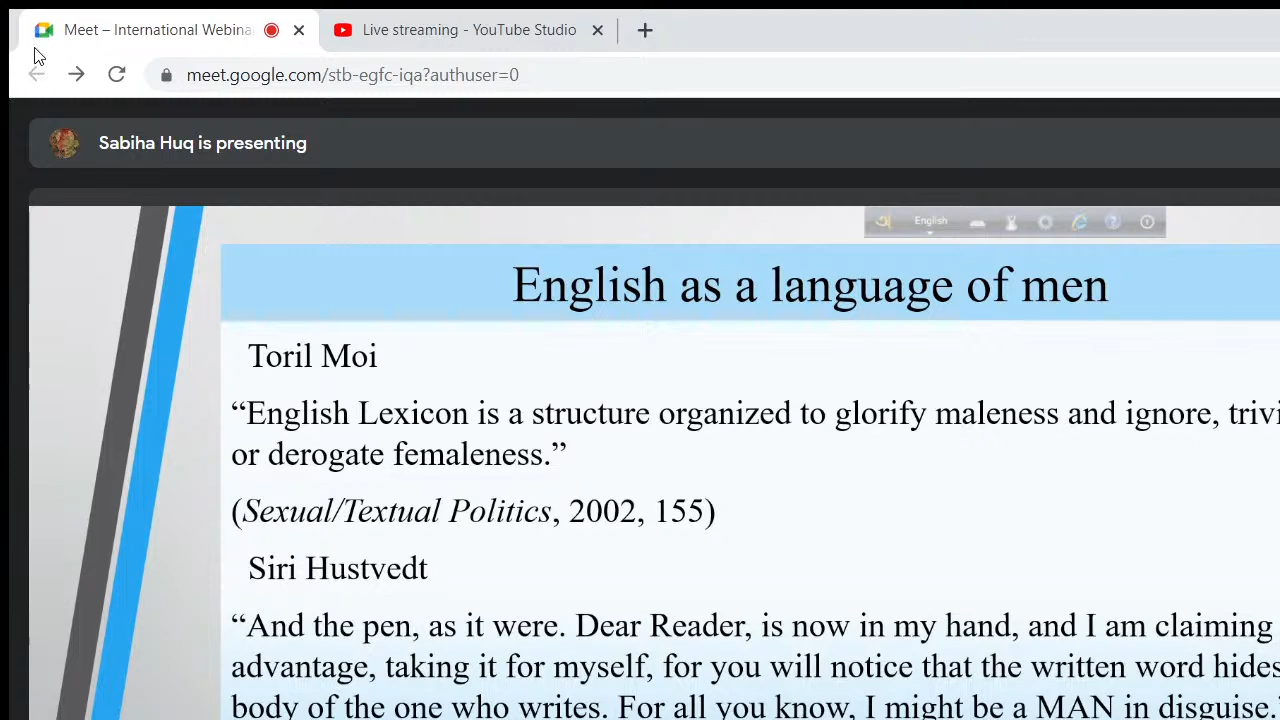 Meet – International Webina
Live streaming - YouTube Studio
meet.google.com/stb-egfc-iqa?authuser=0
Sabiha Huq is presenting
অ English
English as a language of men
Toril Moi
“English Lexicon is a structure organized to glorify maleness and ignore, trivi
or derogate femaleness.”
(Sexual/Textual Politics, 2002, 155)
Siri Hustvedt
“And the pen, as it were. Dear Reader, is now in my hand, and I am claiming
advantage, taking it for myself, for you will notice that the written word hides
body of the one who writes. For all you know, I might be a MAN in disguise.